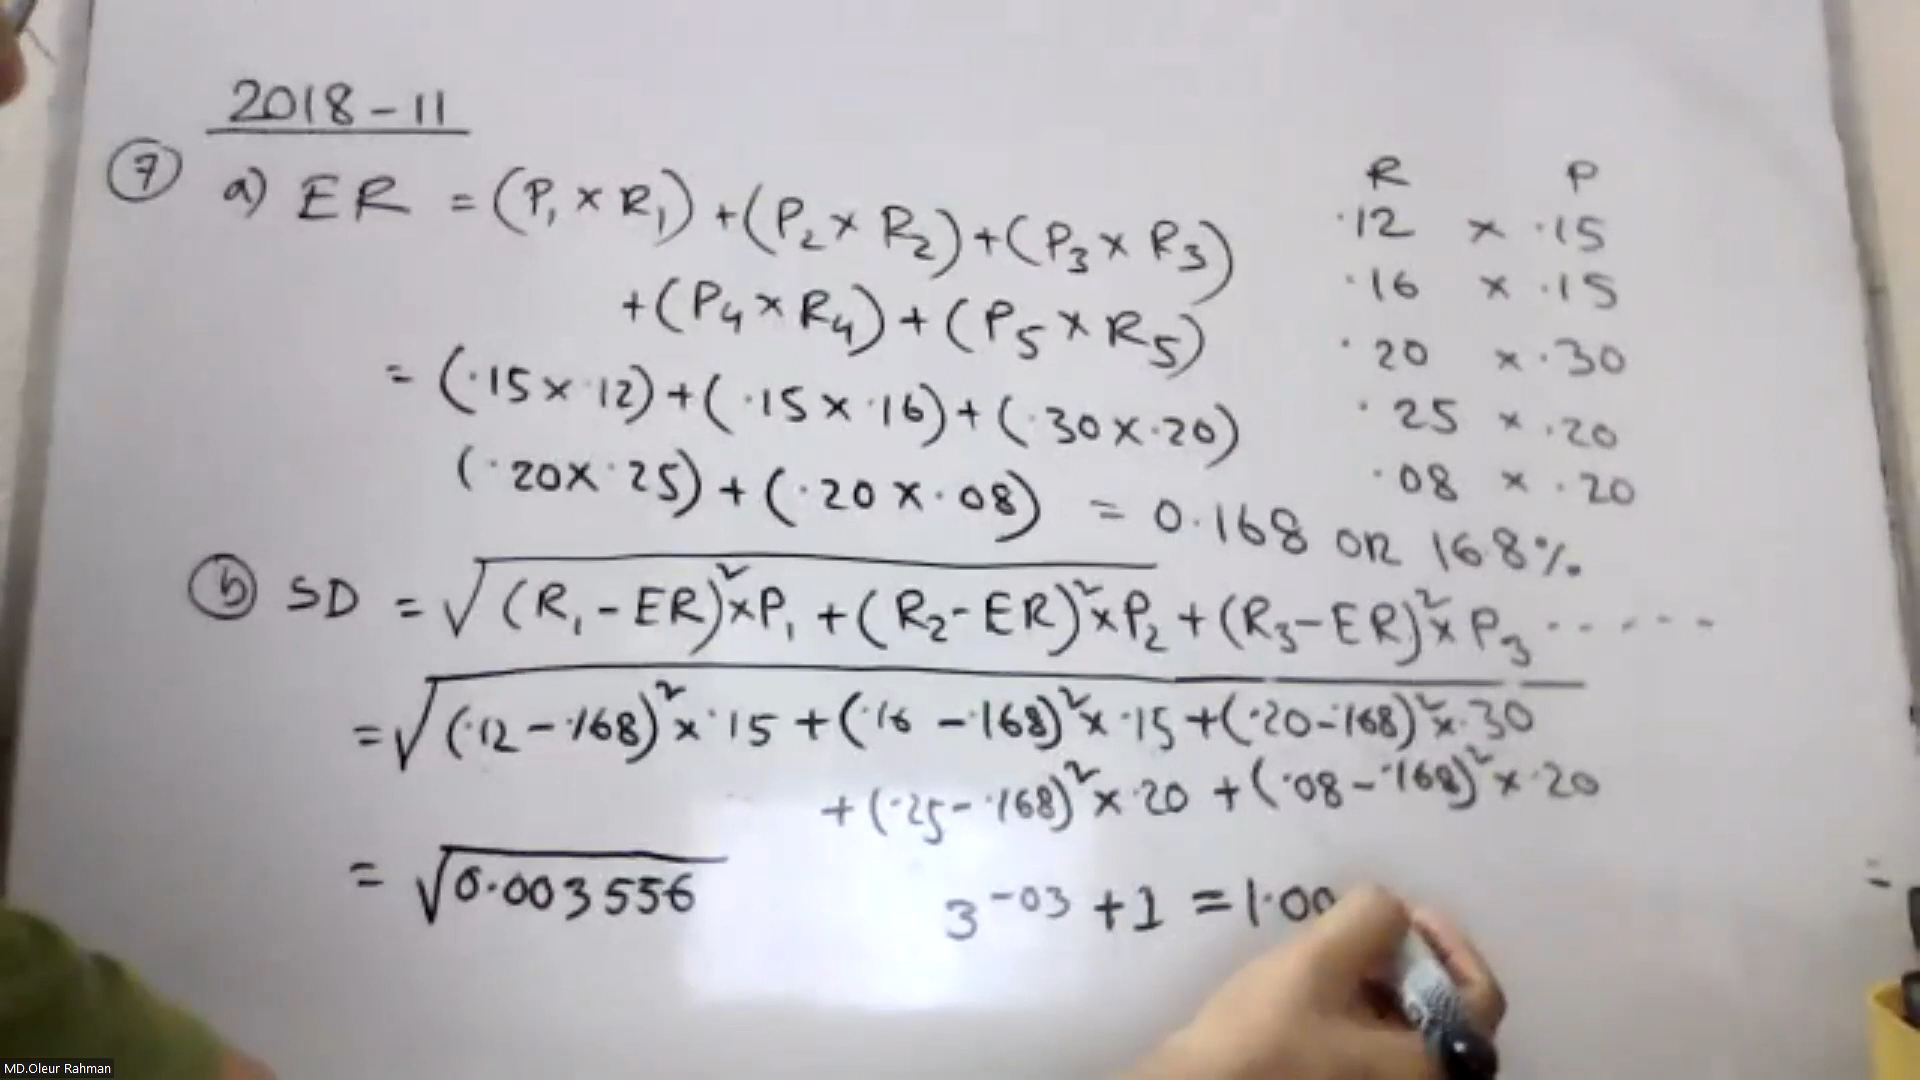 2018-11
⑦ a) ER = (P₁ × R₁) + (P₂ × R₂) + (P₃ × R₃)
+ (P₄ × R₄) + (P₅ × R₅)
= (.15 × .12) + (.15 × .16) + (.30 × .20)
(.20 × .25) + (.20 × .08) = 0.168 or 16.8%.
R P
.12 × .15
.16 × .15
.20 × .30
.25 × .20
.08 × .20
ⓑ SD = √(R₁ - ER)² × P₁ + (R₂ - ER)² × P₂ + (R₃ - ER)² × P₃ ......
= √(.12 - .168)² × .15 + (.16 - .168)² × .15 + (.20 - .168)² × .30
+ (.25 - .168)² × .20 + (.08 - .168)² × .20
= √0.003556
3⁻⁰³ + 1 = 1.00
=
MD.Oleur Rahman